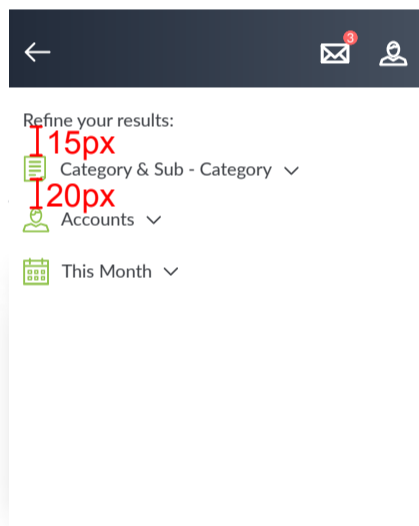 3
Refine your results:
15px
Category & Sub - Category
20px
Accounts
This Month